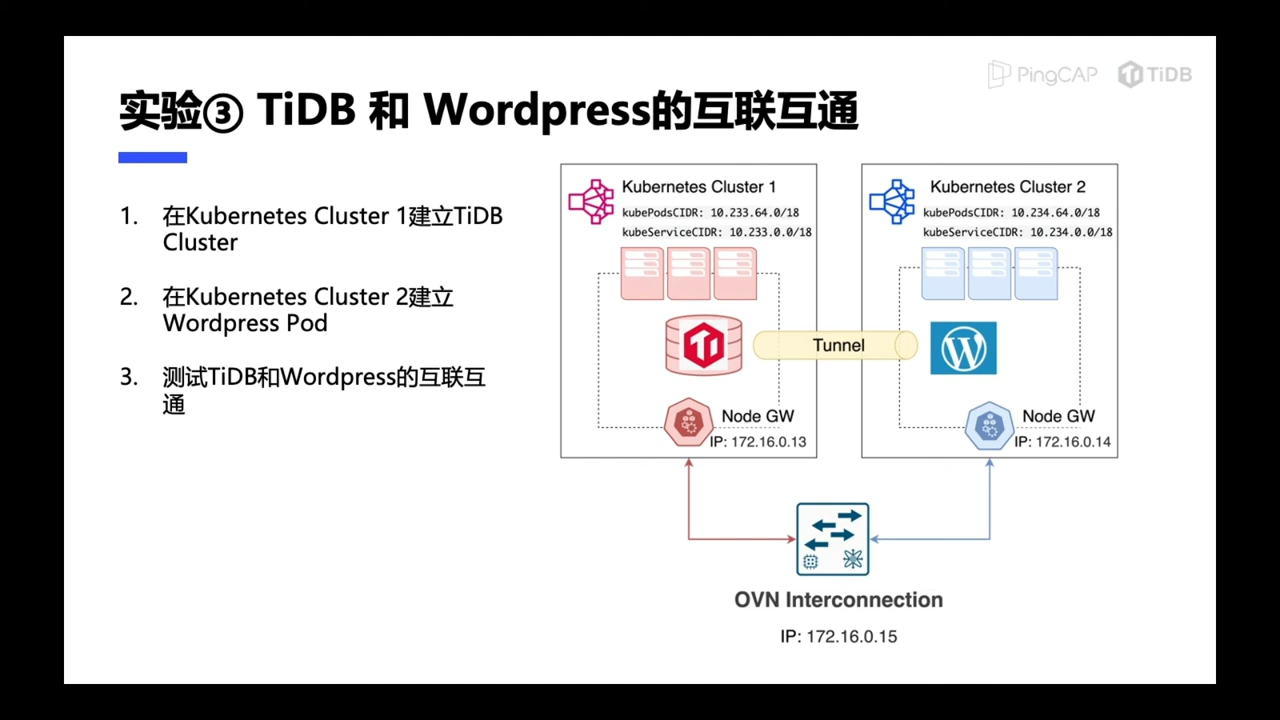 PingCAP TiDB
实验③ TiDB 和 Wordpress的互联互通
1. 在Kubernetes Cluster 1建立TiDB
Cluster
2. 在Kubernetes Cluster 2建立
Wordpress Pod
3. 测试TiDB和Wordpress的互联互
通
Kubernetes Cluster 1
kubePodsCIDR: 10.233.64.0/18
kubeServiceCIDR: 10.233.0.0/18
Ti
Node GW
IP: 172.16.0.13
Tunnel
Kubernetes Cluster 2
kubePodsCIDR: 10.234.64.0/18
kubeServiceCIDR: 10.234.0.0/18
W
Node GW
IP: 172.16.0.14
OVN Interconnection
IP: 172.16.0.15